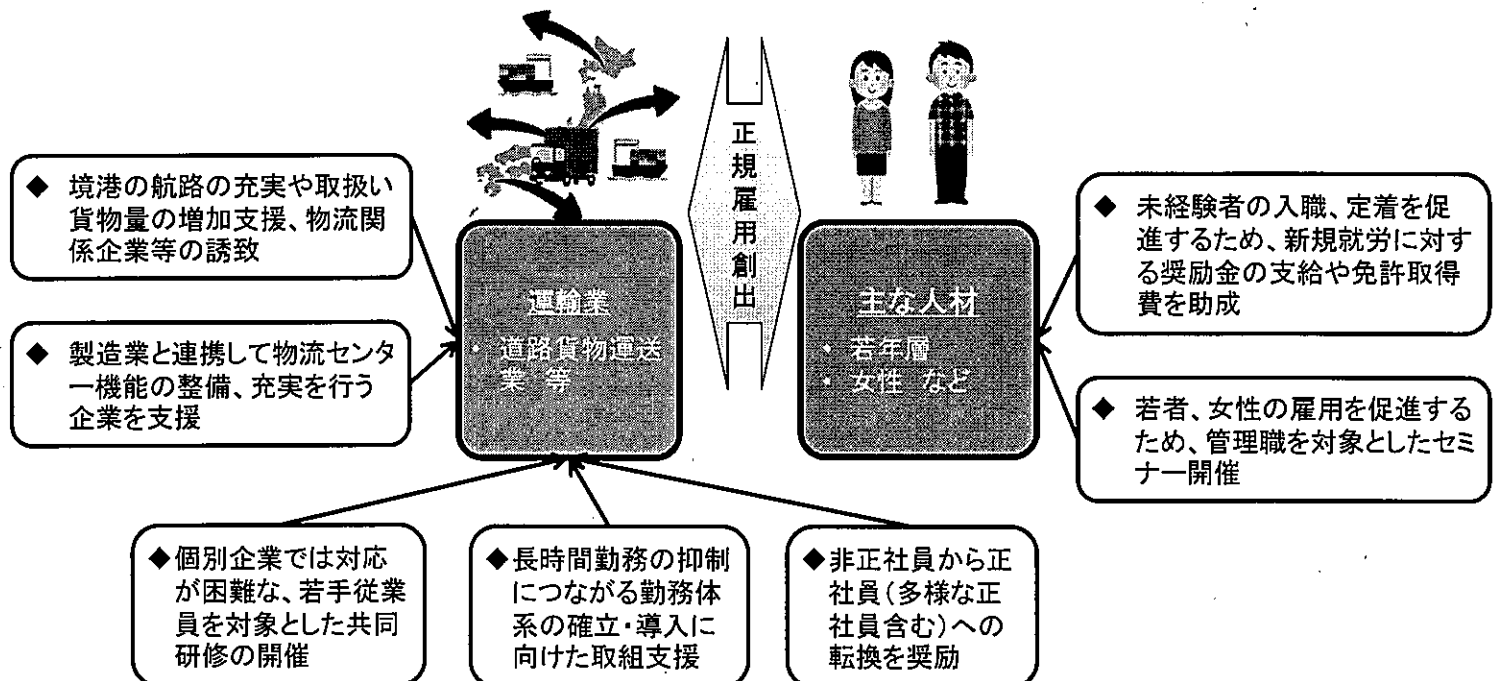 正規雇用創出
◆ 境港の航路の充実や取扱い
貨物量の増加支援、物流関
係企業等の誘致
◆ 製造業と連携して物流センタ
ー機能の整備、充実を行う
企業を支援
運輸業
・ 道路貨物運送
業 等
主な人材
・ 若年層
・ 女性 など
◆ 未経験者の入職、定着を促
進するため、新規就労に対す
る奨励金の支給や免許取得
費を助成
◆ 若者、女性の雇用を促進する
ため、管理職を対象としたセミ
ナー開催
◆個別企業では対応
が困難な、若手従業
員を対象とした共同
研修の開催
◆長時間勤務の抑制
につながる勤務体
系の確立・導入に
向けた取組支援
◆非正社員から正
社員(多様な正
社員含む)への
転換を奨励